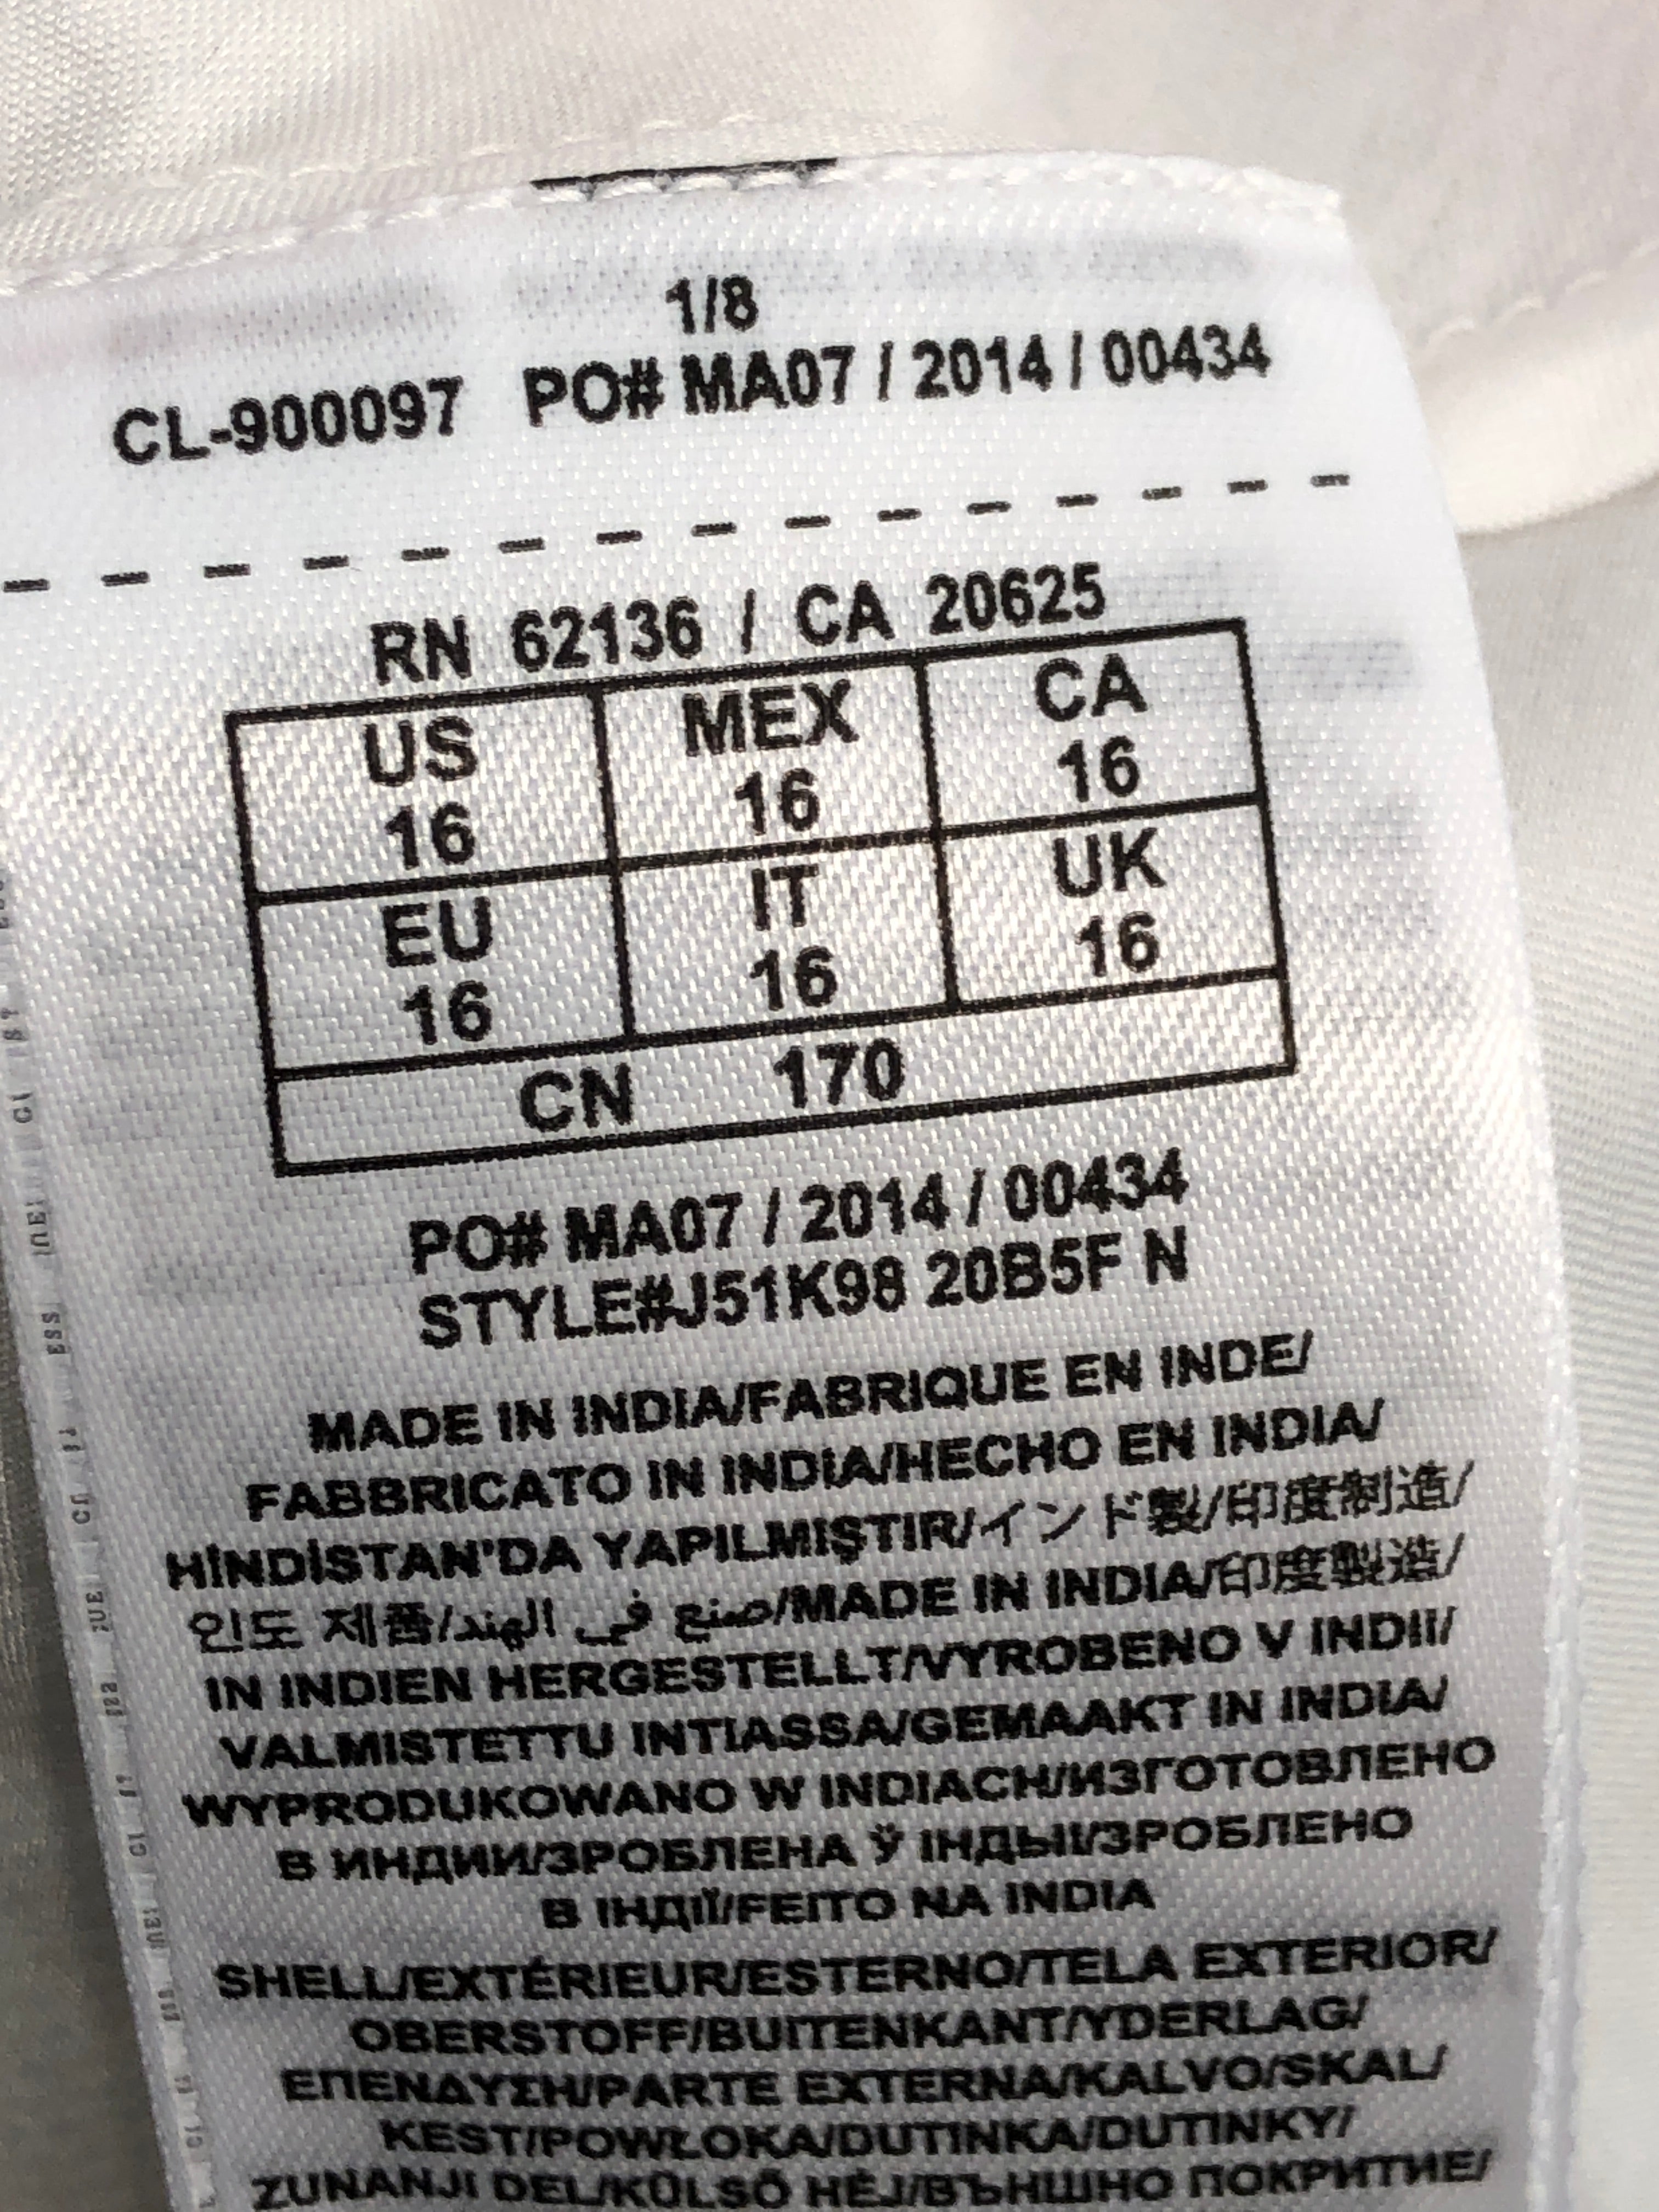 1/8
CL-900097 PO# MA07 / 2014 / 00434
RN 62136 / CA 20625
US MEX CA
16 16 16
EU IT UK
16 16 16
CN 170
PO# MA07 / 2014 / 00434
STYLE#J51K98 20B5F N
MADE IN INDIA/FABRIQUE EN INDE/
FABBRICATO IN INDIA/HECHO EN INDIA/
HİNDİSTAN'DA YAPILMIŞTIR/インド製/印度制造/
인도 제품/صنع في الهند/MADE IN INDIA/印度製造/
IN INDIEN HERGESTELLT/VYROBENO V INDII/
VALMISTETTU INTIASSA/GEMAAKT IN INDIA/
WYPRODUKOWANO W INDIACH/ИЗГОТОВЛЕНО
В ИНДИИ/ЗРОБЛЕНА Ў ІНДЫІ/ЗРОБЛЕНО
В ІНДІЇ/FEITO NA INDIA
SHELL/EXTÉRIEUR/ESTERNO/TELA EXTERIOR/
OBERSTOFF/BUITENKANT/YDERLAG/
ΕΠΕΝΔΥΣΗ/PARTE EXTERNA/KALVO/SKAL/
KEST/POWŁOKA/DUTINKA/DUTINKY/
ZUNANJI DEL/KÜLSŐ HÉJ/ВЪНШНО ПОКРИТИЕ/